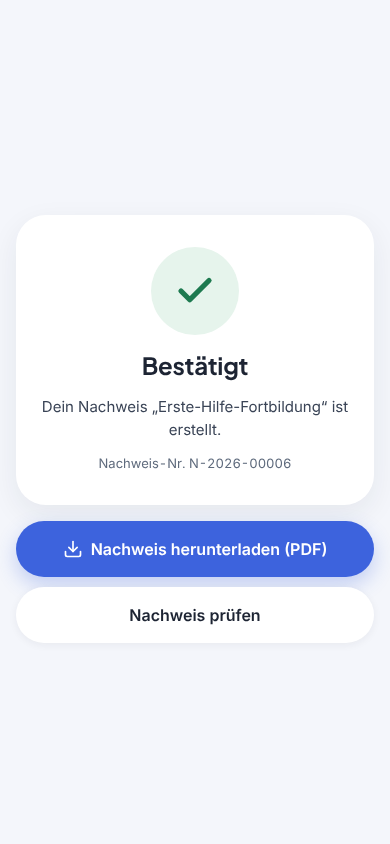 Bestätigt
Dein Nachweis „Erste-Hilfe-Fortbildung“ ist
erstellt.
Nachweis-Nr. N-2026-00006
Nachweis herunterladen (PDF)
Nachweis prüfen